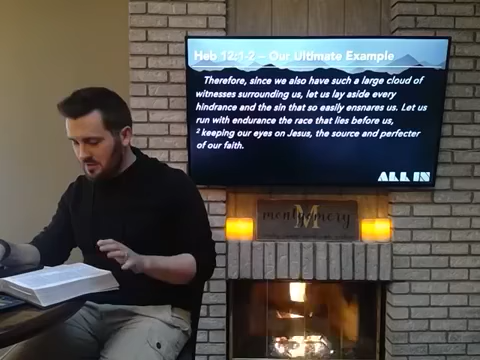 Heb 12:1-2 – Our Ultimate Example
Therefore, since we also have such a large cloud of
witnesses surrounding us, let us lay aside every
hindrance and the sin that so easily ensnares us. Let us
run with endurance the race that lies before us,
² keeping our eyes on Jesus, the source and perfecter
of our faith.
ALL IN
M
montgomery